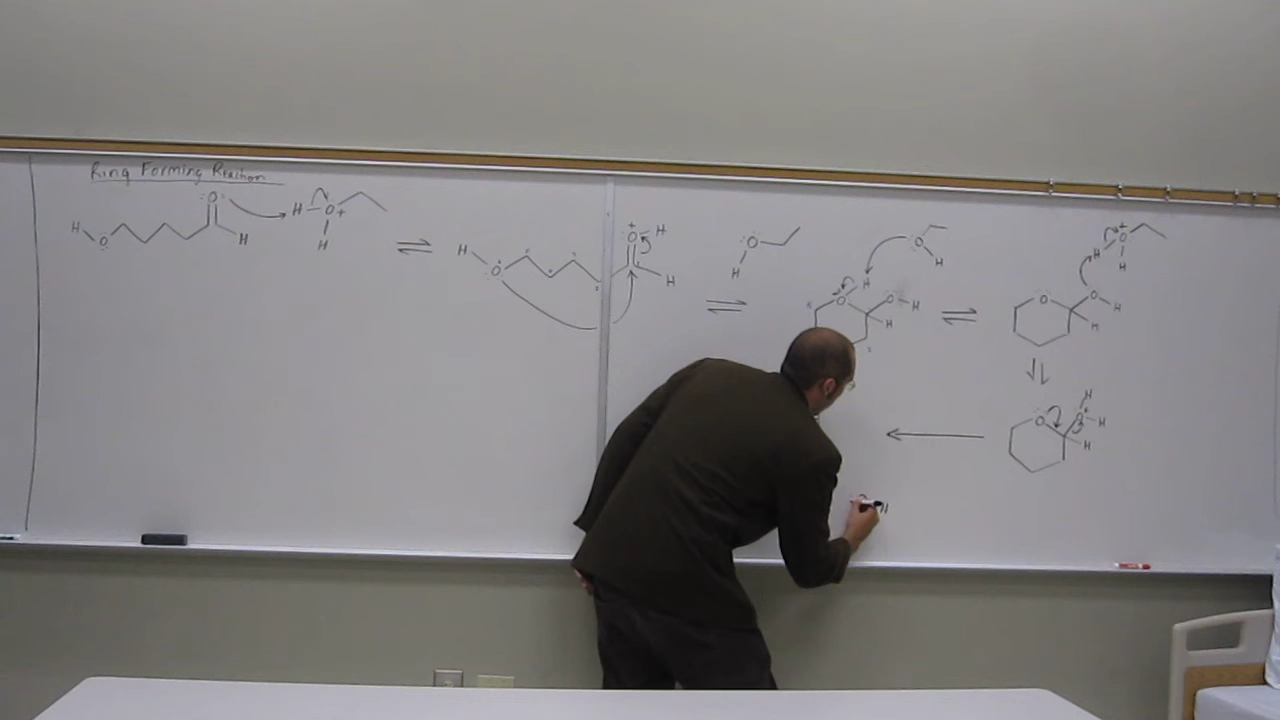 Ring Forming Reaction
H O O H
H O + H
H O + O H H
O H
O H O H H
O H
O O H H
H O + H
O O + H H H